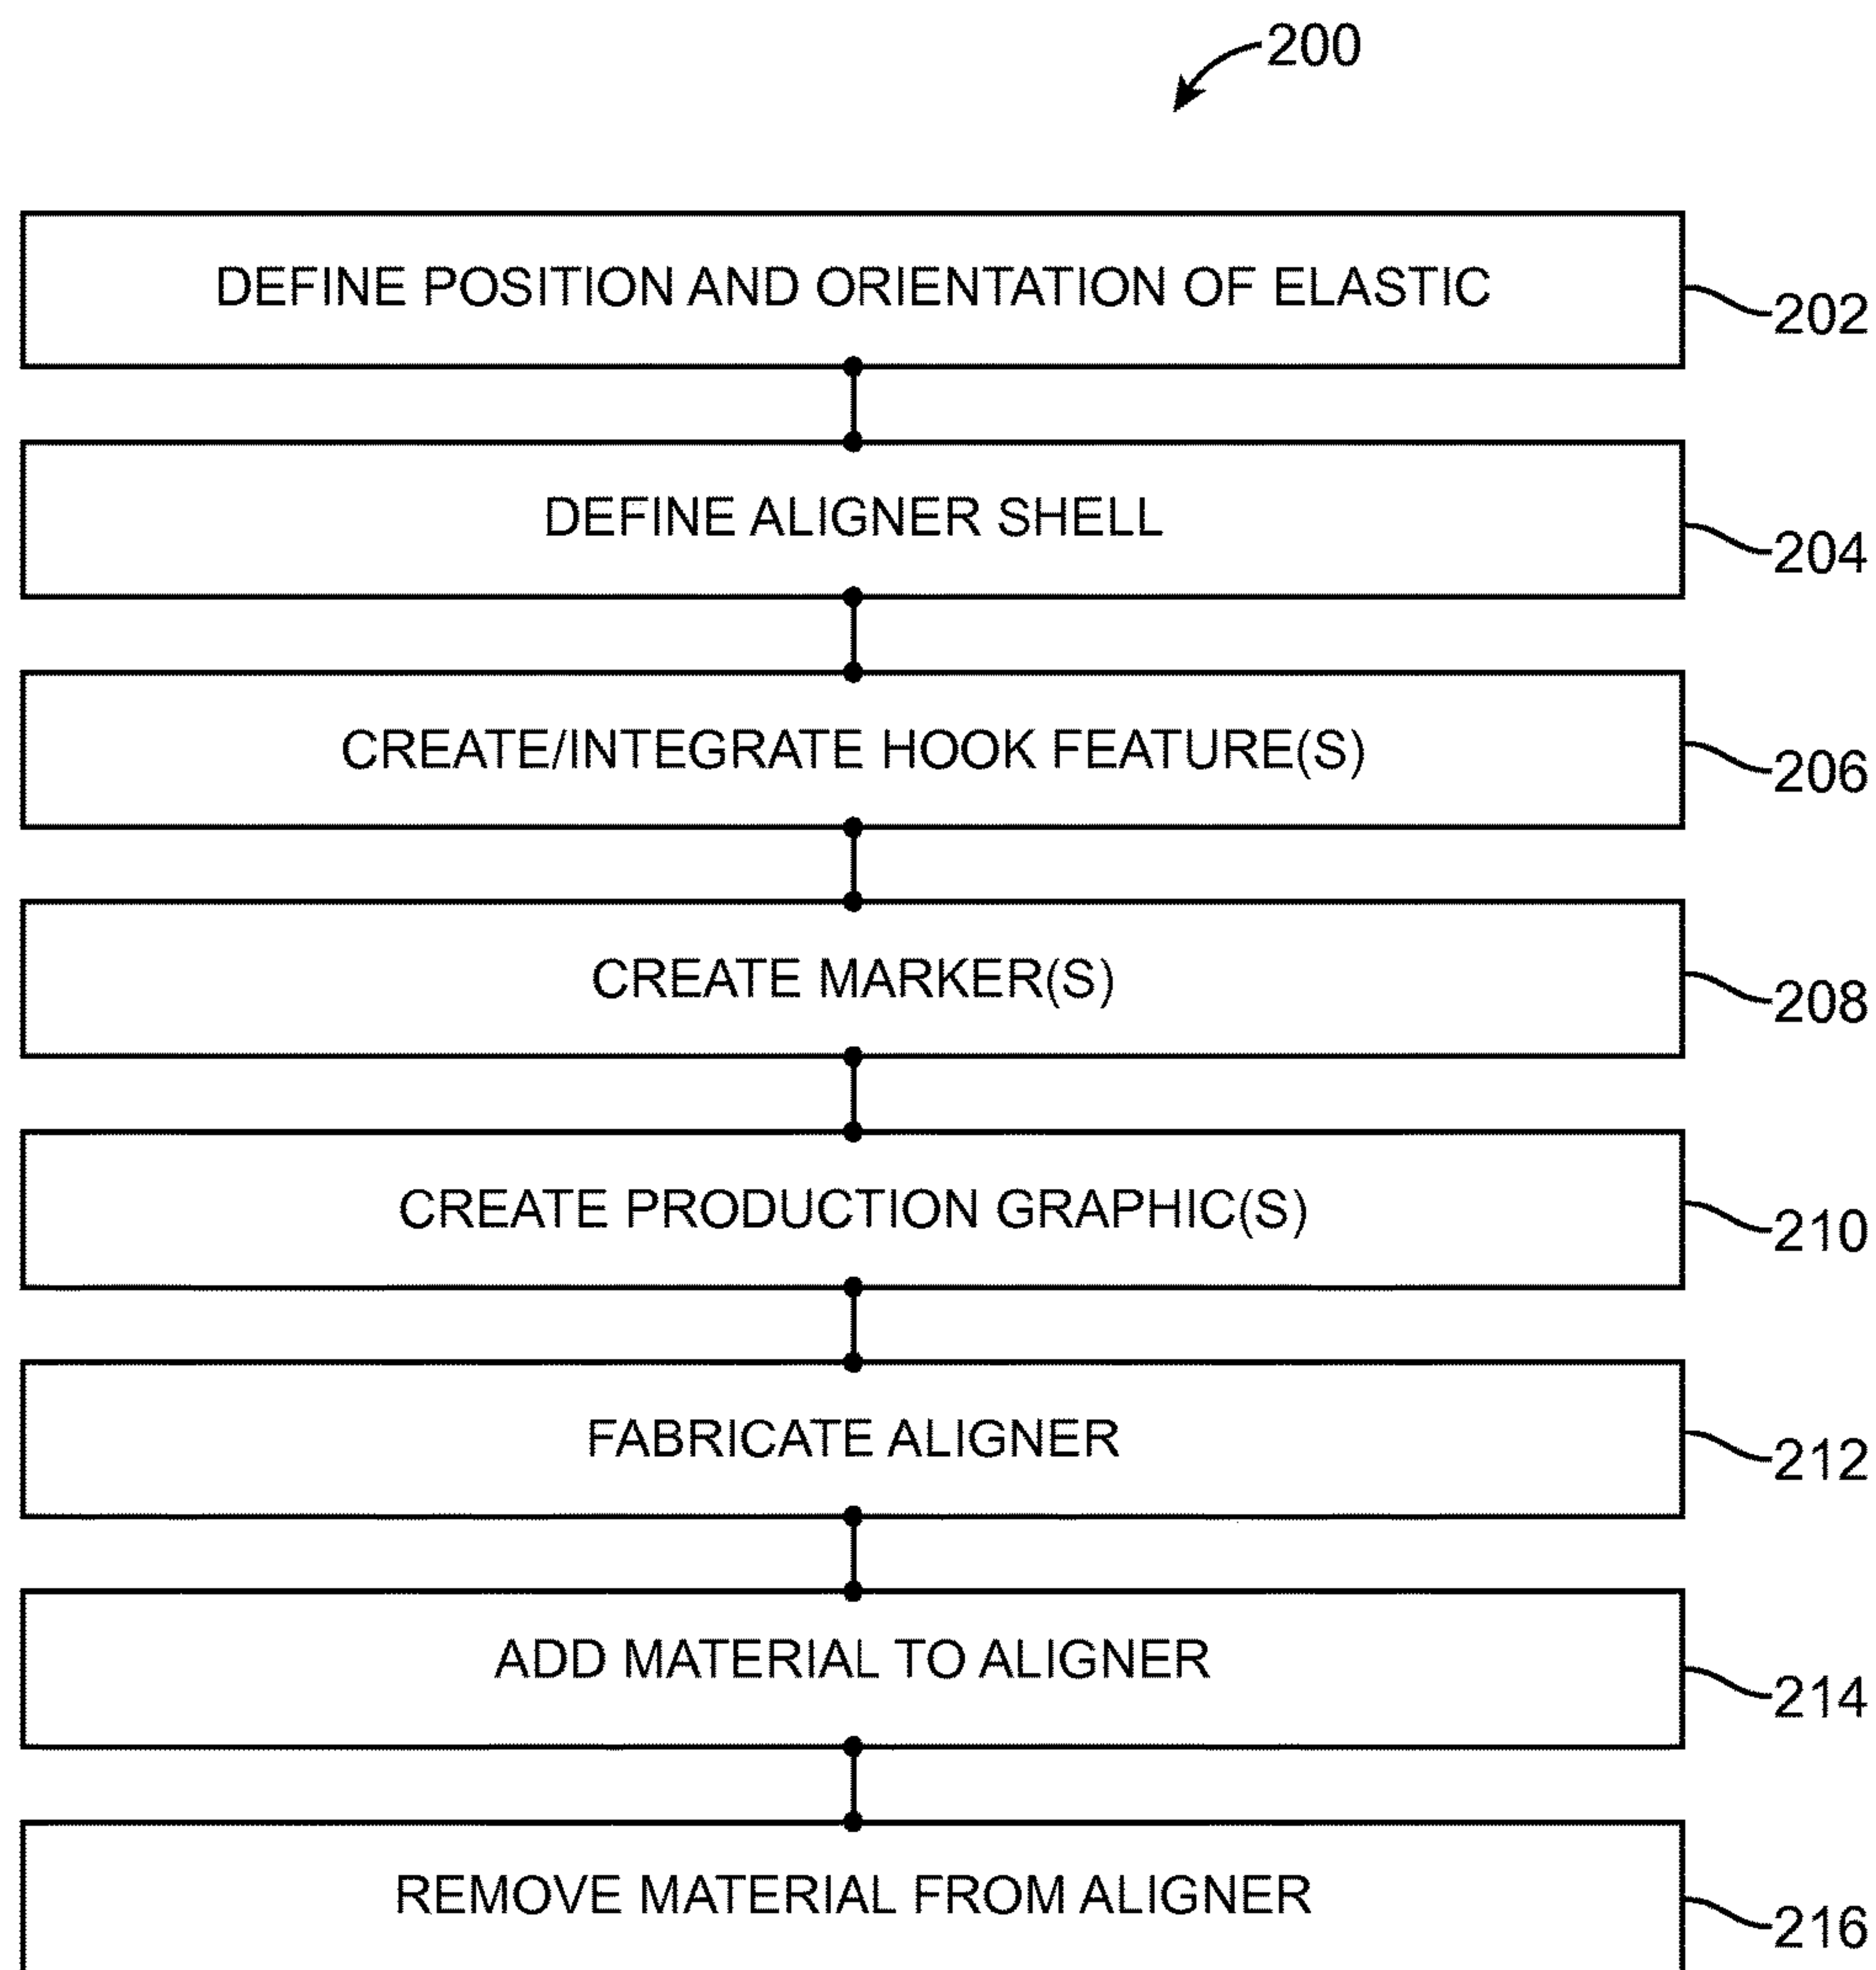 200
DEFINE POSITION AND ORIENTATION OF ELASTIC
202
DEFINE ALIGNER SHELL
204
CREATE/INTEGRATE HOOK FEATURE(S)
206
CREATE MARKER(S)
208
CREATE PRODUCTION GRAPHIC(S)
210
FABRICATE ALIGNER
212
ADD MATERIAL TO ALIGNER
214
REMOVE MATERIAL FROM ALIGNER
216